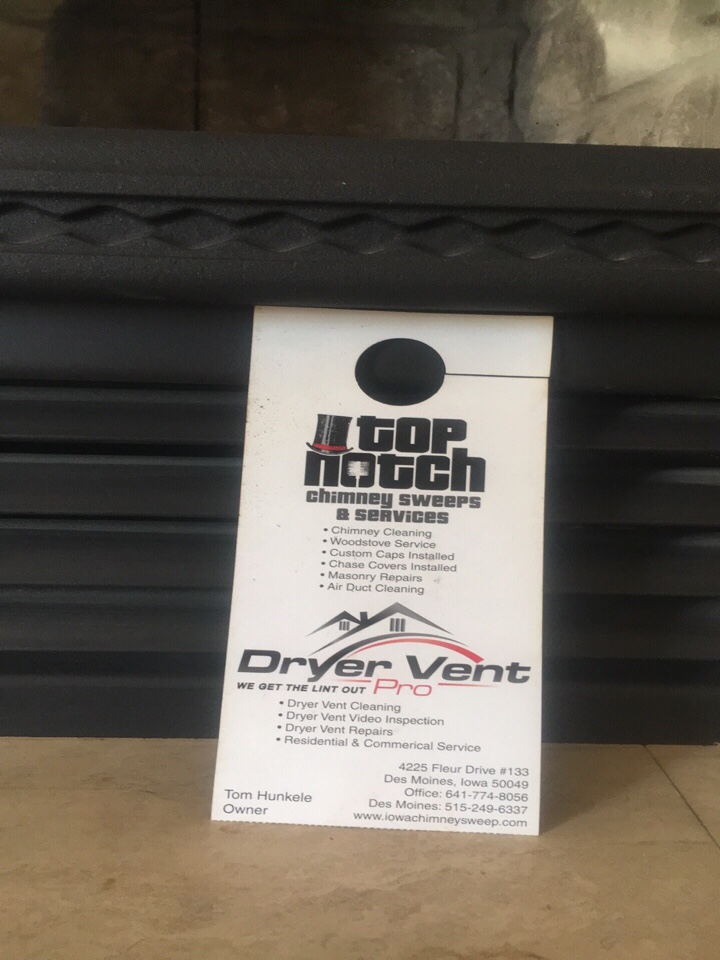 top
notch
chimney sweeps
& services
• Chimney Cleaning
• Woodstove Service
• Custom Caps Installed
• Chase Covers Installed
• Masonry Repairs
• Air Duct Cleaning
Dryer Vent
WE GET THE LINT OUT Pro
• Dryer Vent Cleaning
• Dryer Vent Video Inspection
• Dryer Vent Repairs
• Residential & Commerical Service
4225 Fleur Drive #133
Des Moines, Iowa 50049
Office: 641-774-8056
Des Moines: 515-249-6337
www.iowachimneysweep.com
Tom Hunkele
Owner